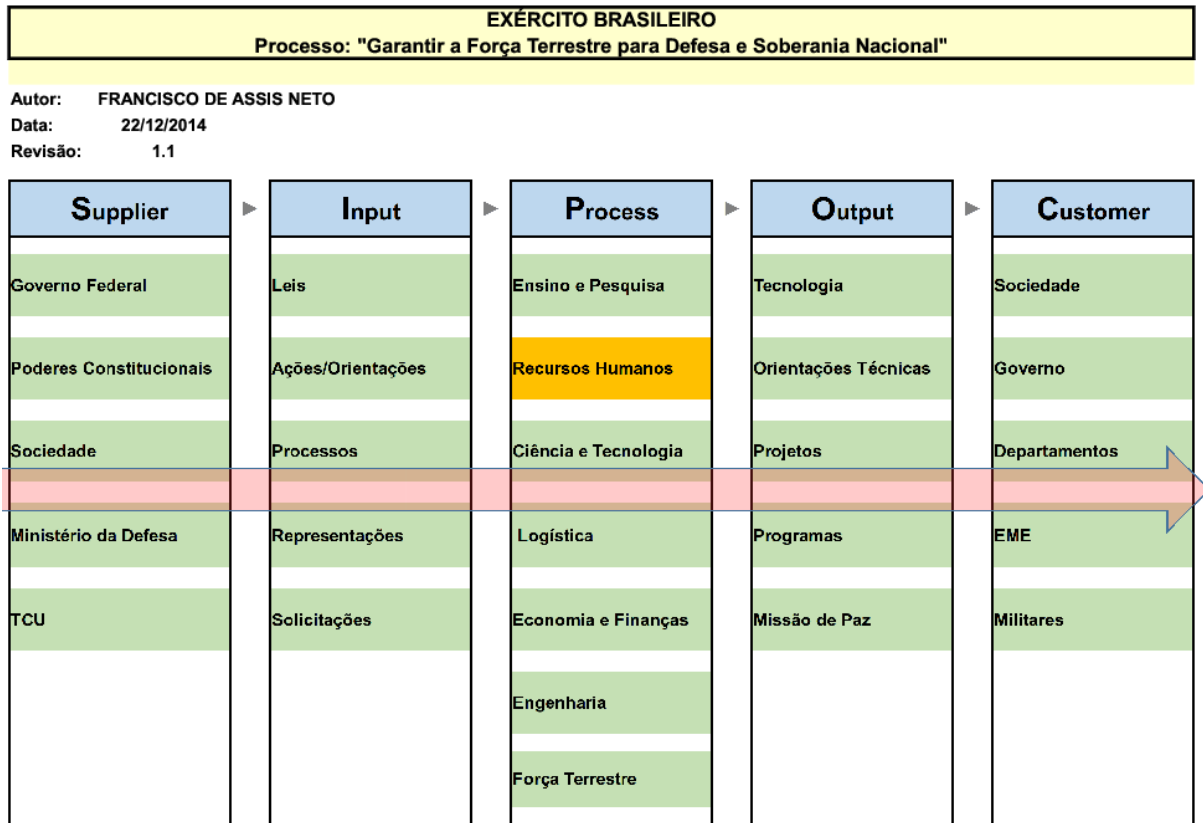 EXÉRCITO BRASILEIRO
Processo: "Garantir a Força Terrestre para Defesa e Soberania Nacional"
Autor: FRANCISCO DE ASSIS NETO
Data: 22/12/2014
Revisão: 1.1
Supplier
Governo Federal
Poderes Constitucionais
Sociedade
Ministério da Defesa
TCU
Input
Leis
Ações/Orientações
Processos
Representações
Solicitações
Process
Ensino e Pesquisa
Recursos Humanos
Ciência e Tecnologia
Logística
Economia e Finanças
Engenharia
Força Terrestre
Output
Tecnologia
Orientações Técnicas
Projetos
Programas
Missão de Paz
Customer
Sociedade
Governo
Departamentos
EME
Militares